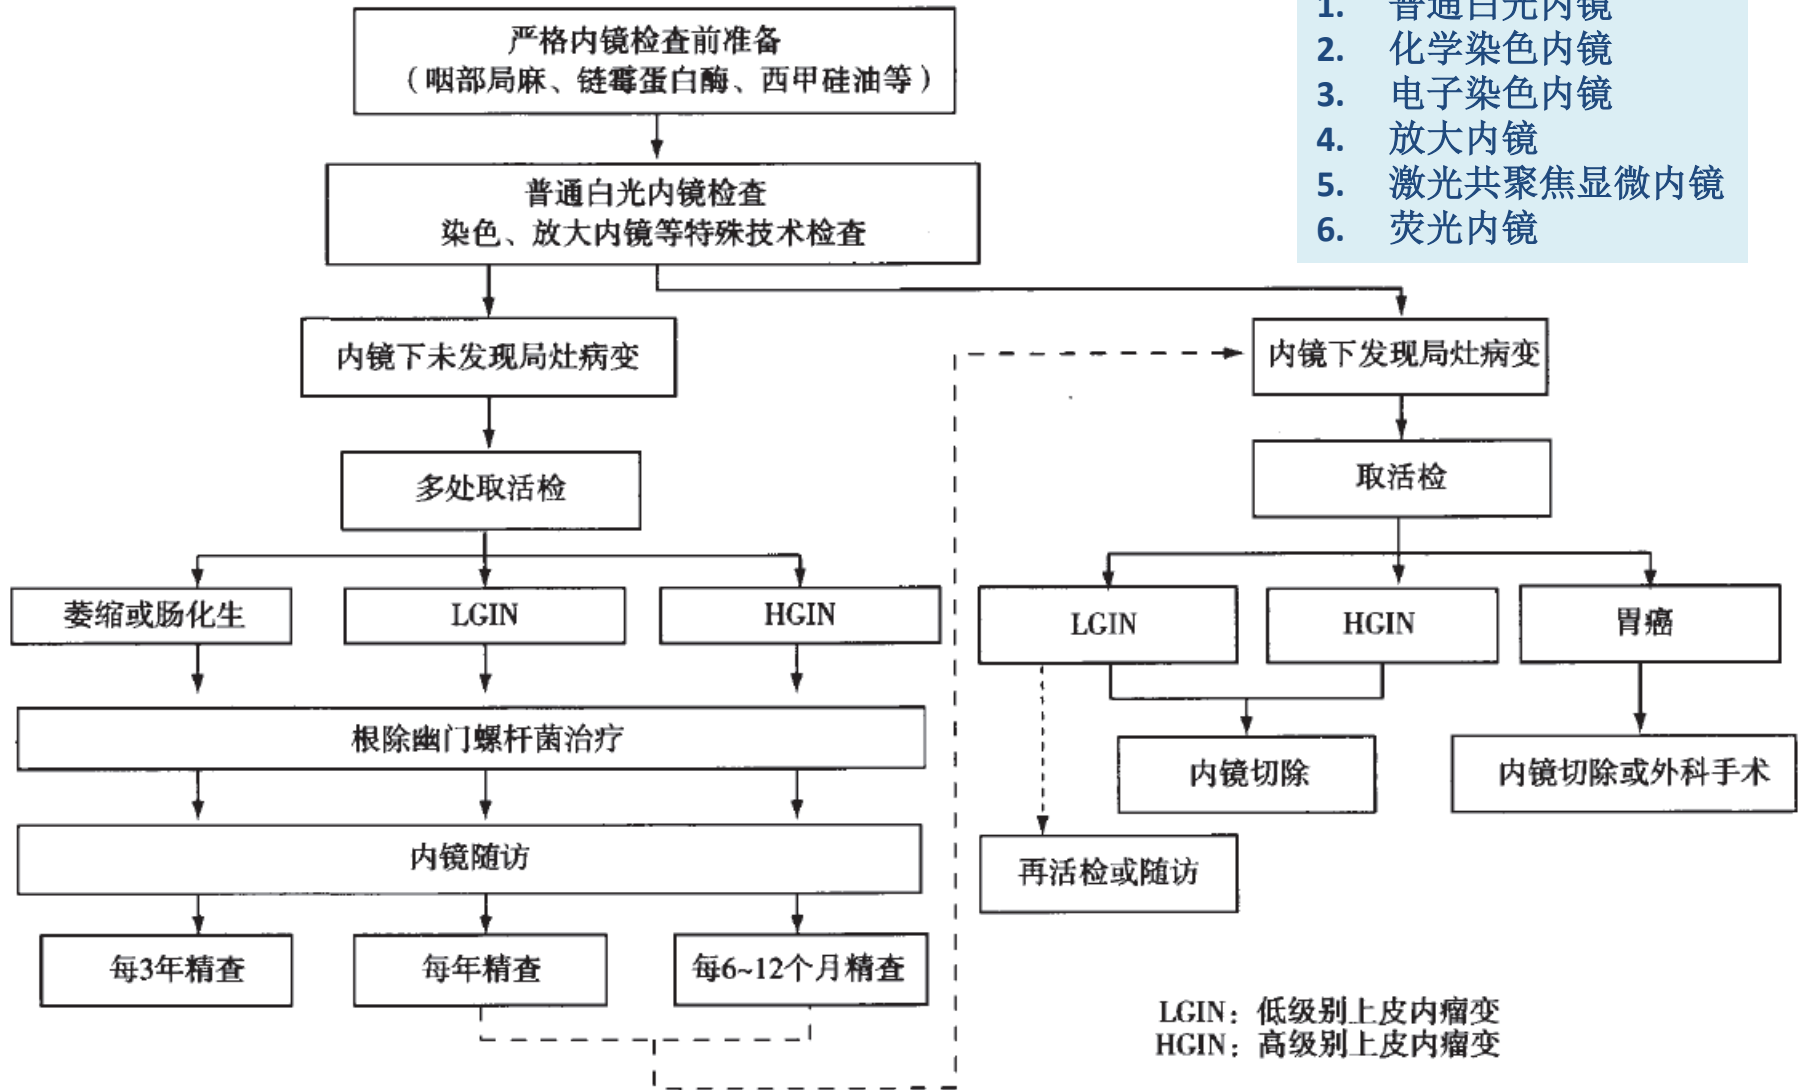 严格内镜检查前准备
（咽部局麻、链霉蛋白酶、西甲硅油等）
普通白光内镜检查
染色、放大内镜等特殊技术检查
1. 普通白光内镜
2. 化学染色内镜
3. 电子染色内镜
4. 放大内镜
5. 激光共聚焦显微内镜
6. 荧光内镜
内镜下未发现局灶病变
内镜下发现局灶病变
多处取活检
取活检
萎缩或肠化生
LGIN
HGIN
LGIN
HGIN
胃癌
根除幽门螺杆菌治疗
内镜切除
内镜切除或外科手术
内镜随访
再活检或随访
每3年精查
每年精查
每6~12个月精查
LGIN：低级别上皮内瘤变
HGIN：高级别上皮内瘤变